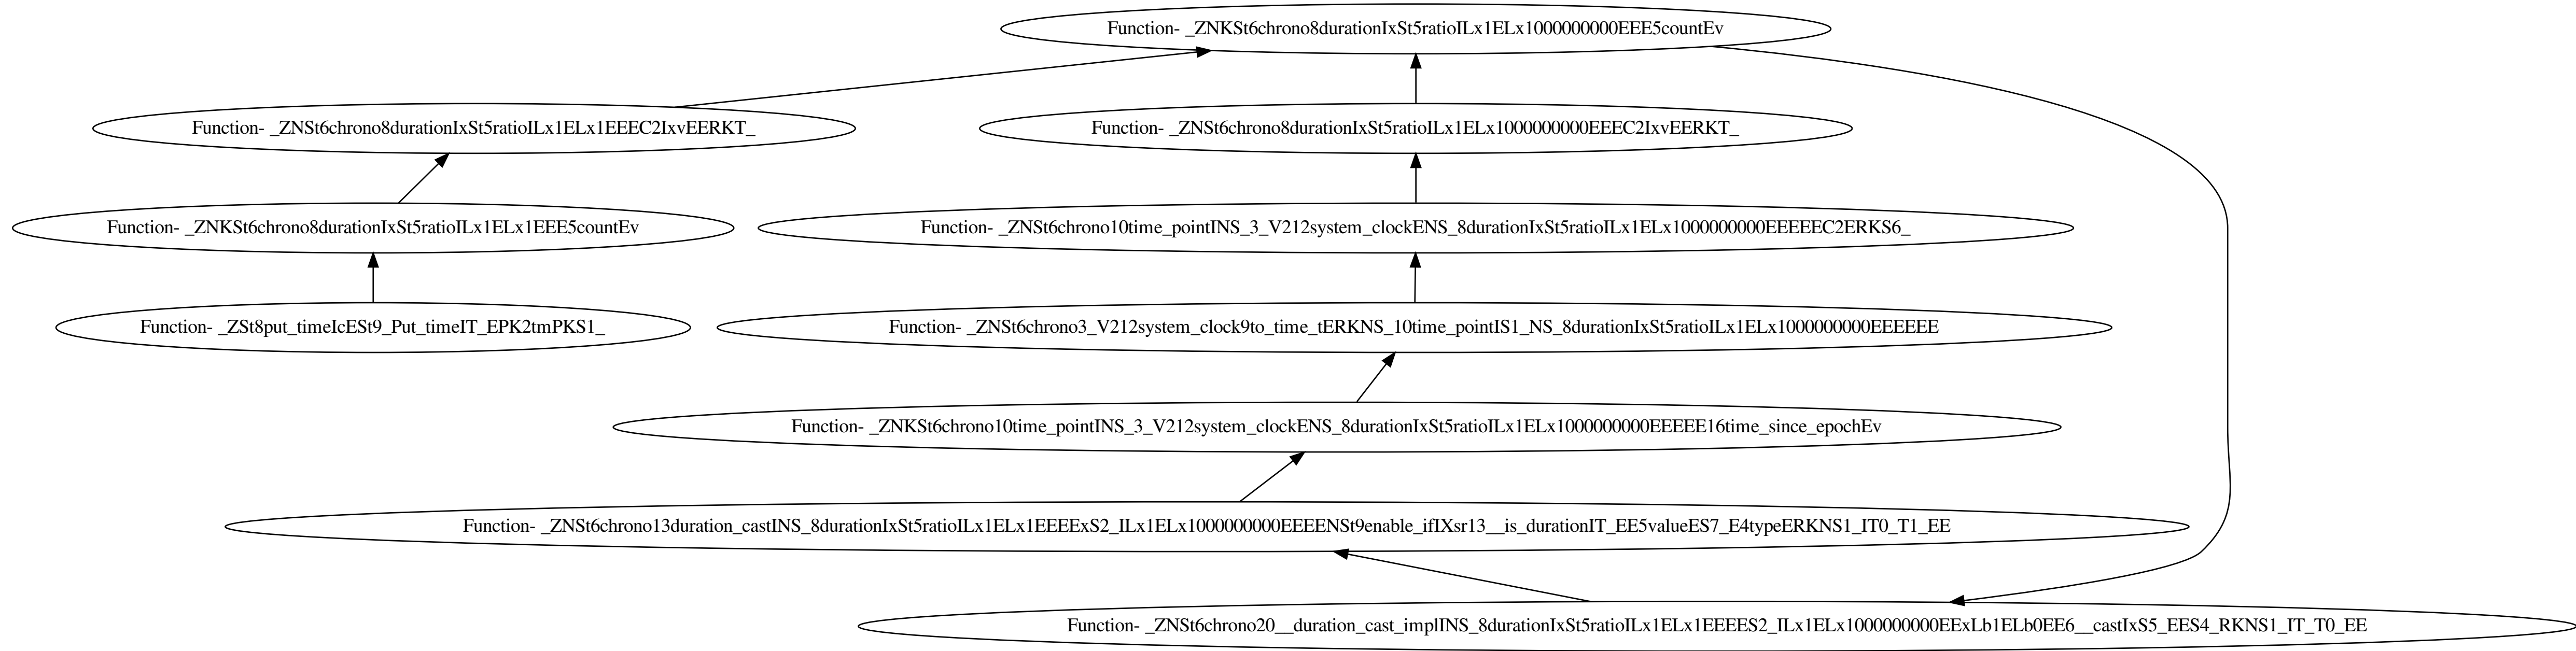 Function- _ZNKSt6chrono8durationIxSt5ratioILx1ELx1000000000EEE5countEv
Function- _ZNSt6chrono8durationIxSt5ratioILx1ELx1EEEC2IxvEERKT_
Function- _ZNSt6chrono8durationIxSt5ratioILx1ELx1000000000EEEC2IxvEERKT_
Function- _ZNKSt6chrono8durationIxSt5ratioILx1ELx1EEE5countEv
Function- _ZNSt6chrono10time_pointINS_3_V212system_clockENS_8durationIxSt5ratioILx1ELx1000000000EEEEEC2ERKS6_
Function- _ZSt8put_timeIcESt9_Put_timeIT_EPK2tmPKS1_
Function- _ZNSt6chrono3_V212system_clock9to_time_tERKNS_10time_pointIS1_NS_8durationIxSt5ratioILx1ELx1000000000EEEEEE
Function- _ZNKSt6chrono10time_pointINS_3_V212system_clockENS_8durationIxSt5ratioILx1ELx1000000000EEEEE16time_since_epochEv
Function- _ZNSt6chrono13duration_castINS_8durationIxSt5ratioILx1ELx1EEEExS2_ILx1ELx1000000000EEEENSt9enable_ifIXsr13__is_durationIT_EE5valueES7_E4typeERKNS1_IT0_T1_EE
Function- _ZNSt6chrono20__duration_cast_implINS_8durationIxSt5ratioILx1ELx1EEEES2_ILx1ELx1000000000EExLb1ELb0EE6__castIxS5_EES4_RKNS1_IT_T0_EE